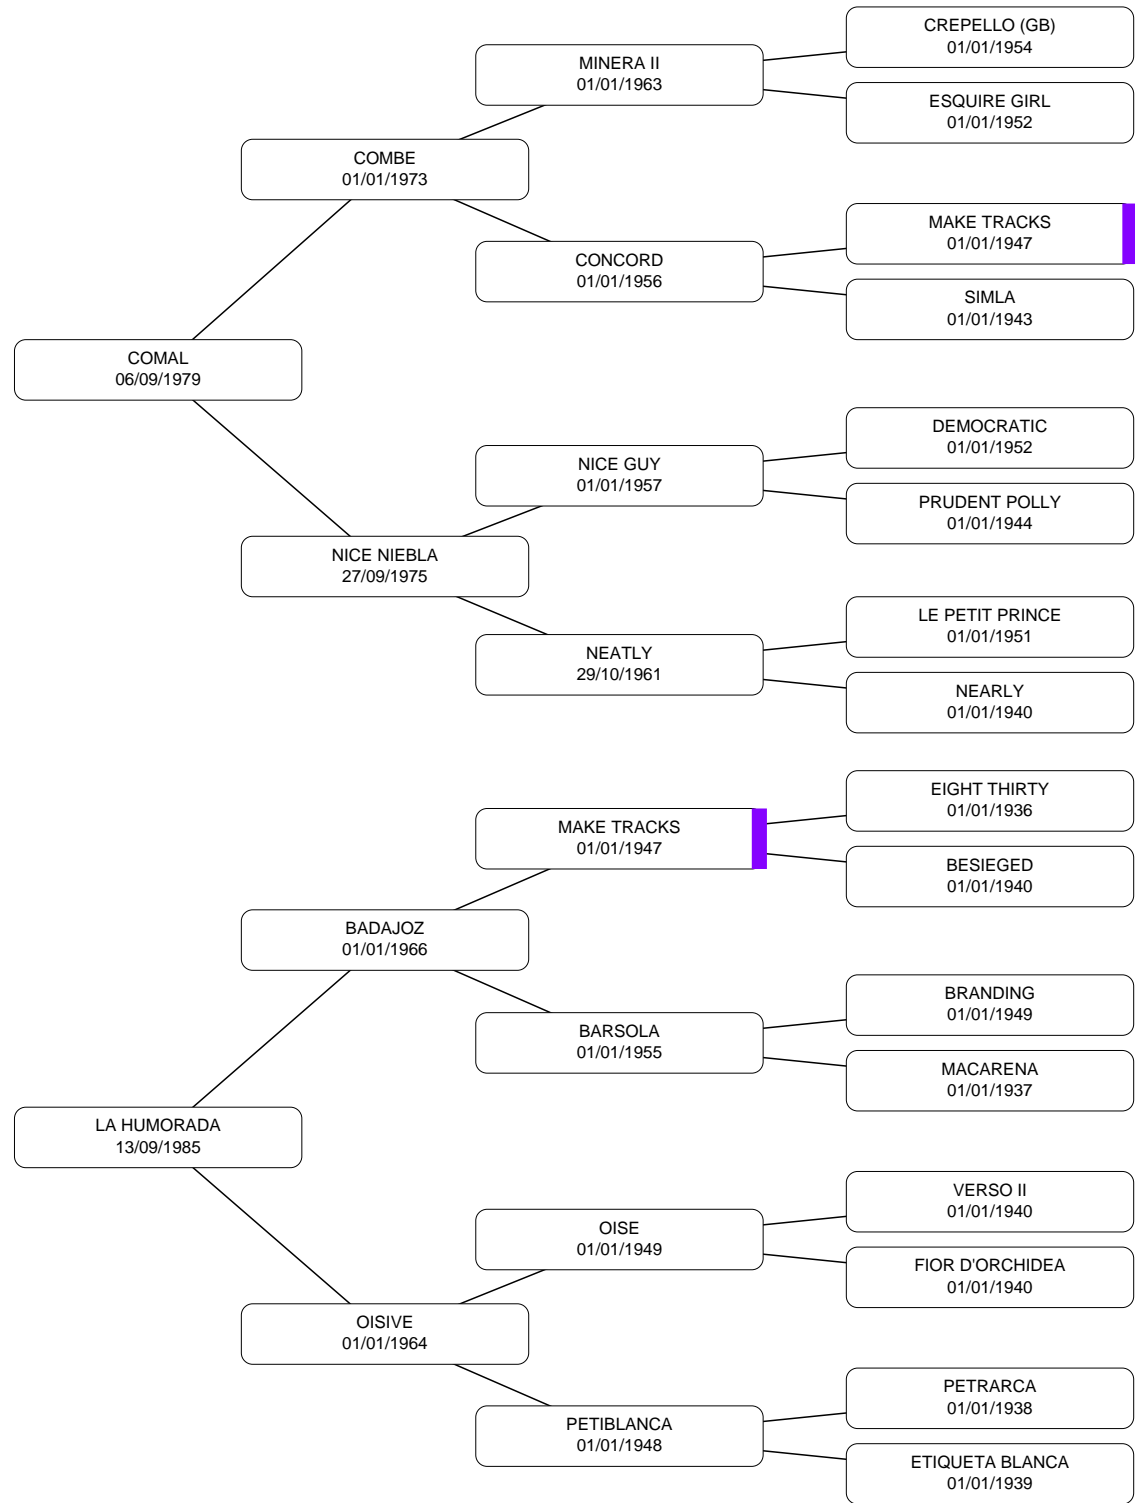 CREPELLO (GB)
01/01/1954
MINERA II
01/01/1963
ESQUIRE GIRL
01/01/1952
COMBE
01/01/1973
MAKE TRACKS
01/01/1947
CONCORD
01/01/1956
SIMLA
01/01/1943
COMAL
06/09/1979
DEMOCRATIC
01/01/1952
NICE GUY
01/01/1957
PRUDENT POLLY
01/01/1944
NICE NIEBLA
27/09/1975
LE PETIT PRINCE
01/01/1951
NEATLY
29/10/1961
NEARLY
01/01/1940
EIGHT THIRTY
01/01/1936
MAKE TRACKS
01/01/1947
BESIEGED
01/01/1940
BADAJOZ
01/01/1966
BRANDING
01/01/1949
BARSOLA
01/01/1955
MACARENA
01/01/1937
LA HUMORADA
13/09/1985
VERSO II
01/01/1940
OISE
01/01/1949
FIOR D'ORCHIDEA
01/01/1940
OISIVE
01/01/1964
PETRARCA
01/01/1938
PETIBLANCA
01/01/1948
ETIQUETA BLANCA
01/01/1939